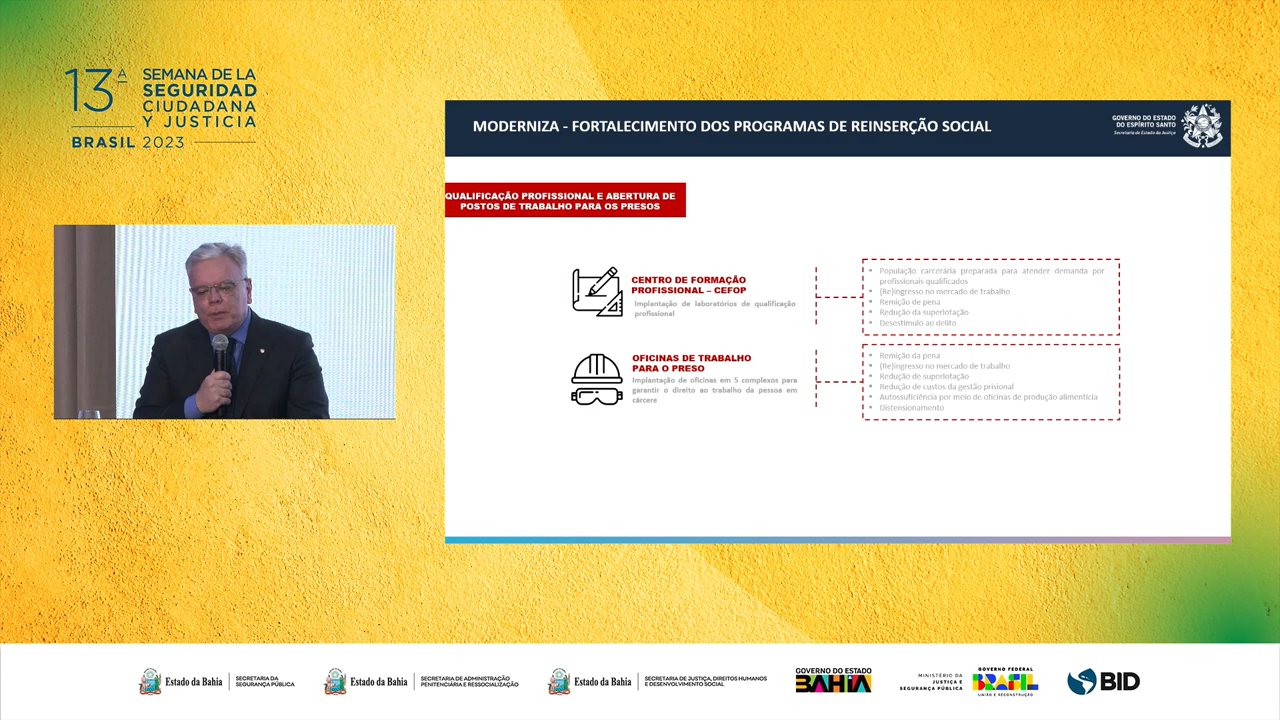 13ª
SEMANA DE LA
SEGURIDAD
CIUDADANA
Y JUSTICIA
BRASIL 2023
MODERNIZA - FORTALECIMENTO DOS PROGRAMAS DE REINSERÇÃO SOCIAL
GOVERNO DO ESTADO
DO ESPÍRITO SANTO
Secretaria de Estado da Justiça
QUALIFICAÇÃO PROFISSIONAL E ABERTURA DE
POSTOS DE TRABALHO PARA OS PRESOS
CENTRO DE FORMAÇÃO
PROFISSIONAL – CEFOP
Implantação de laboratórios de qualificação
profissional
▪ População carcerária preparada para atender demanda por
profissionais qualificados
▪ (Re)ingresso no mercado de trabalho
▪ Remição de pena
▪ Redução da superlotação
▪ Desestímulo ao delito
OFICINAS DE TRABALHO
PARA O PRESO
Implantação de oficinas em 5 complexos para
garantir o direito ao trabalho da pessoa em
cárcere
▪ Remição da pena
▪ (Re)ingresso no mercado de trabalho
▪ Redução de superlotação
▪ Redução de custos da gestão prisional
▪ Autossuficiência por meio de oficinas de produção alimentícia
▪ Distensionamento
Estado da Bahia
SECRETARIA DA
SEGURANÇA PÚBLICA
Estado da Bahia
SECRETARIA DE ADMINISTRAÇÃO
PENITENCIÁRIA E RESSOCIALIZAÇÃO
Estado da Bahia
SECRETARIA DE JUSTIÇA, DIREITOS HUMANOS
E DESENVOLVIMENTO SOCIAL
GOVERNO DO ESTADO
BAHIA
MINISTÉRIO DA
JUSTIÇA E
SEGURANÇA PÚBLICA
GOVERNO FEDERAL
BRASIL
UNIÃO E RECONSTRUÇÃO
BID